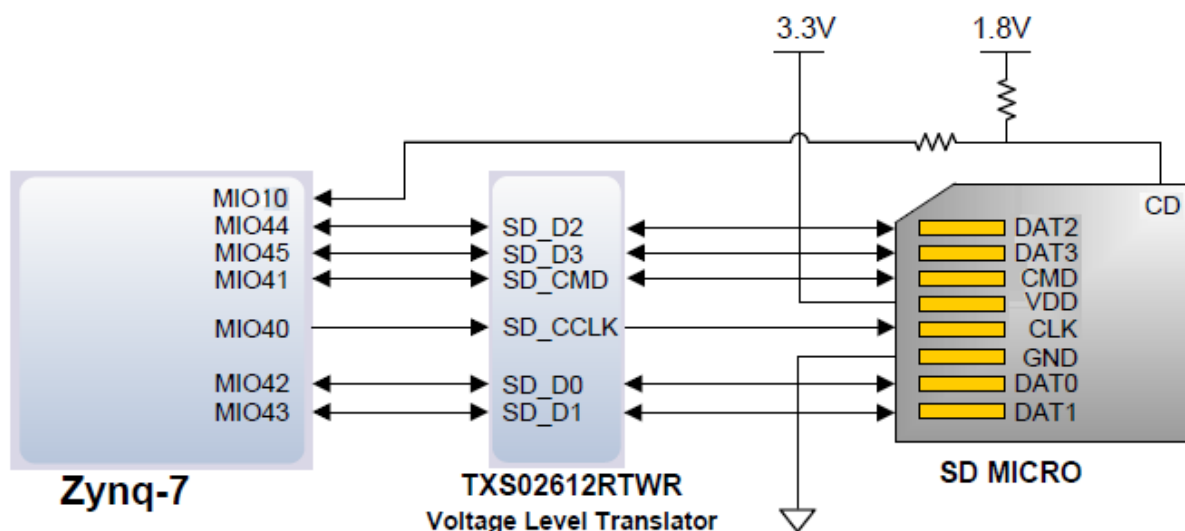 3.3V
1.8V
CD
MIO10
MIO44
MIO45
MIO41
MIO40
MIO42
MIO43
SD_D2
SD_D3
SD_CMD
SD_CCLK
SD_D0
SD_D1
DAT2
DAT3
CMD
VDD
CLK
GND
DAT0
DAT1
Zynq-7
TXS02612RTWR
Voltage Level Translator
SD MICRO